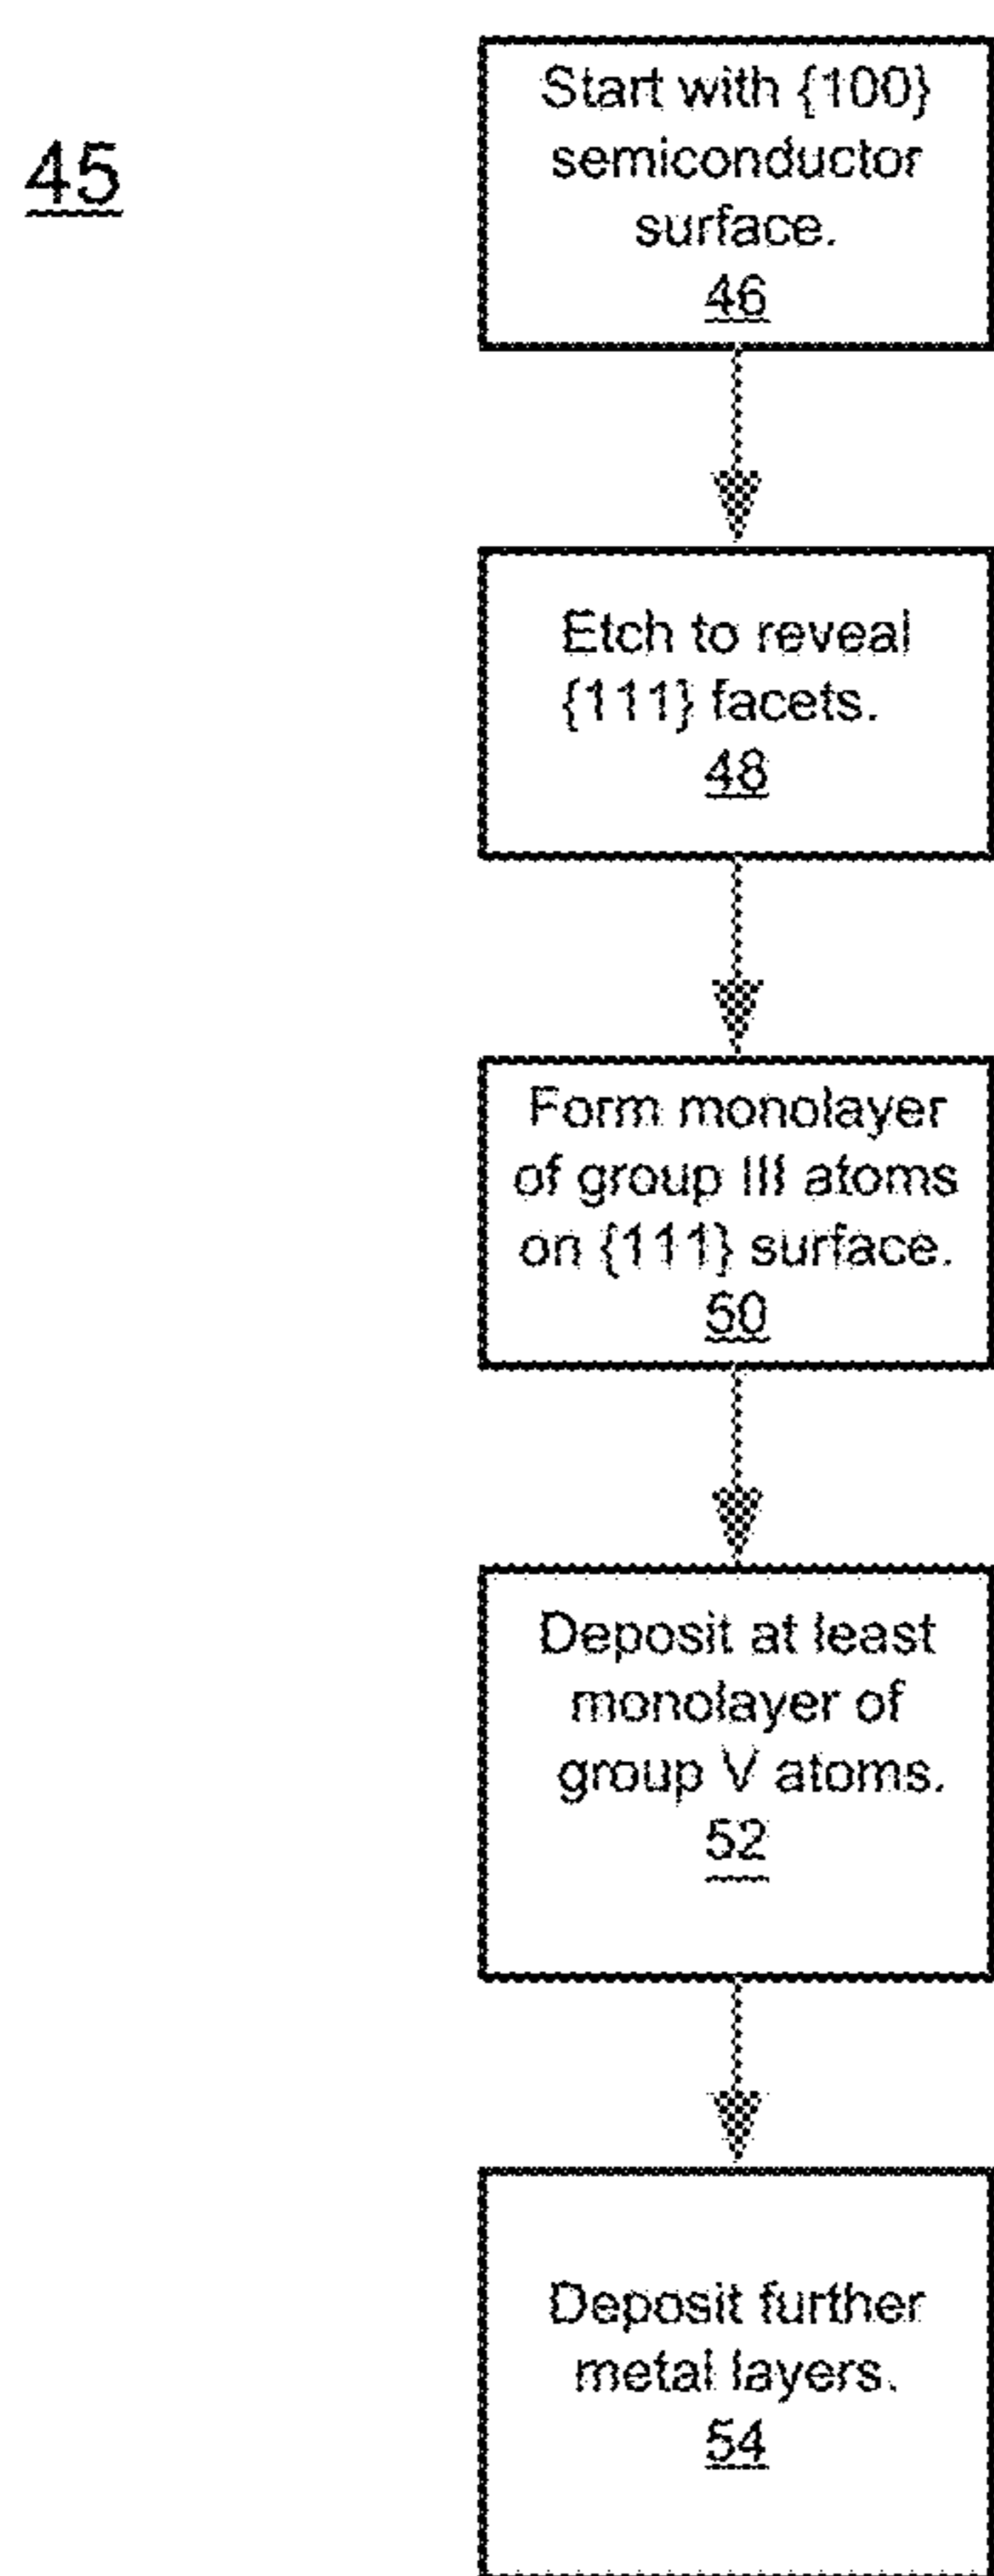 45
Start with {100}
semiconductor
surface.
46
Etch to reveal
{111} facets.
48
Form monolayer
of group III atoms
on {111} surface.
50
Deposit at least
monolayer of
group V atoms.
52
Deposit further
metal layers.
54